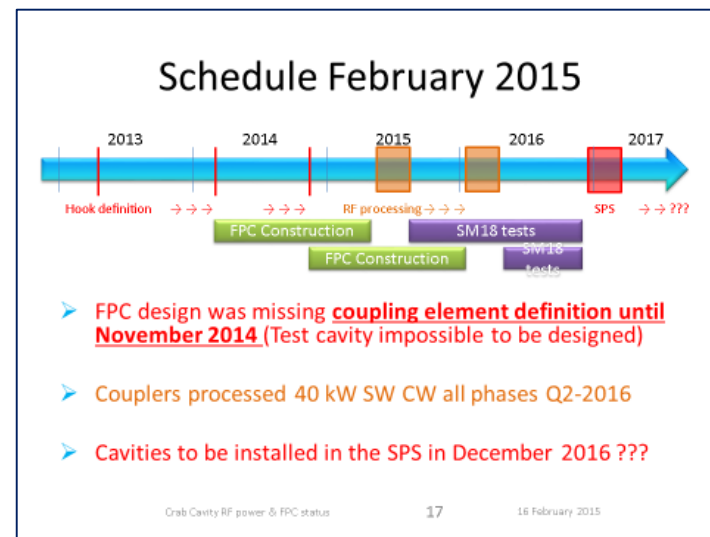 Schedule February 2015
2013 2014 2015 2016 2017
Hook definition →→→ →→→ RF processing→→→ SPS →→???
FPC Construction SM18 tests
FPC Construction SM18 tests
➤ FPC design was missing coupling element definition until
November 2014 (Test cavity impossible to be designed)
➤ Couplers processed 40 kW SW CW all phases Q2-2016
➤ Cavities to be installed in the SPS in December 2016 ???
Crab Cavity RF power & FPC status 17 16 February 2015